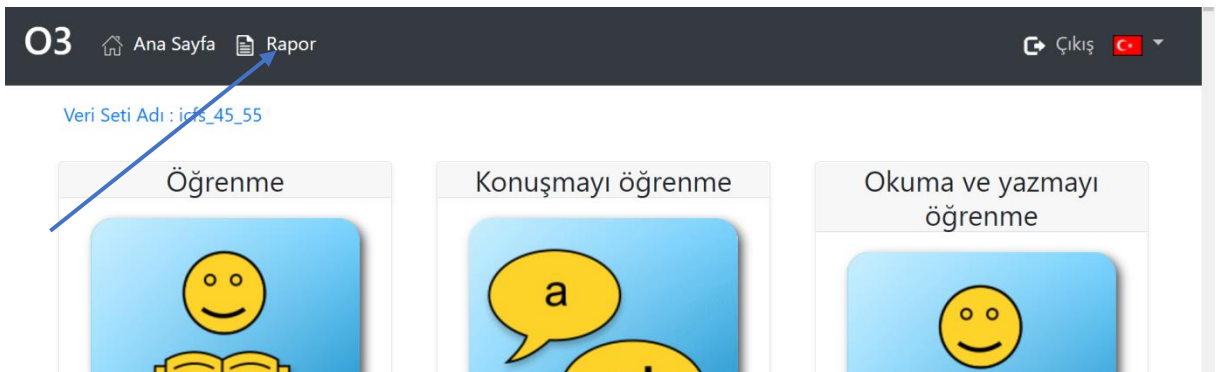 O3 Ana Sayfa Rapor Çıkış
Veri Seti Adı : icfs_45_55
Öğrenme
Konuşmayı öğrenme
Okuma ve yazmayı
öğrenme
a